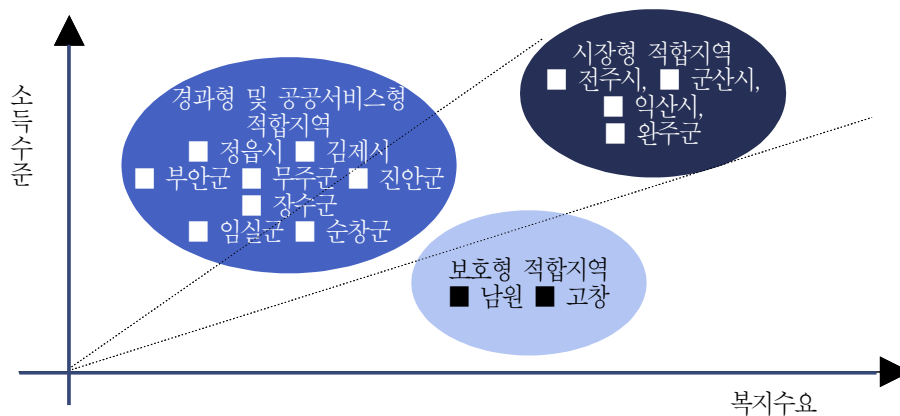 소득수준
경과형 및 공공서비스형
적합지역
■ 정읍시 ■ 김제시
■ 부안군 ■ 무주군 ■ 진안군
■ 장수군
■ 임실군 ■ 순창군
시장형 적합지역
■ 전주시, ■ 군산시,
■ 익산시,
■ 완주군
보호형 적합지역
■ 남원 ■ 고창
복지수요